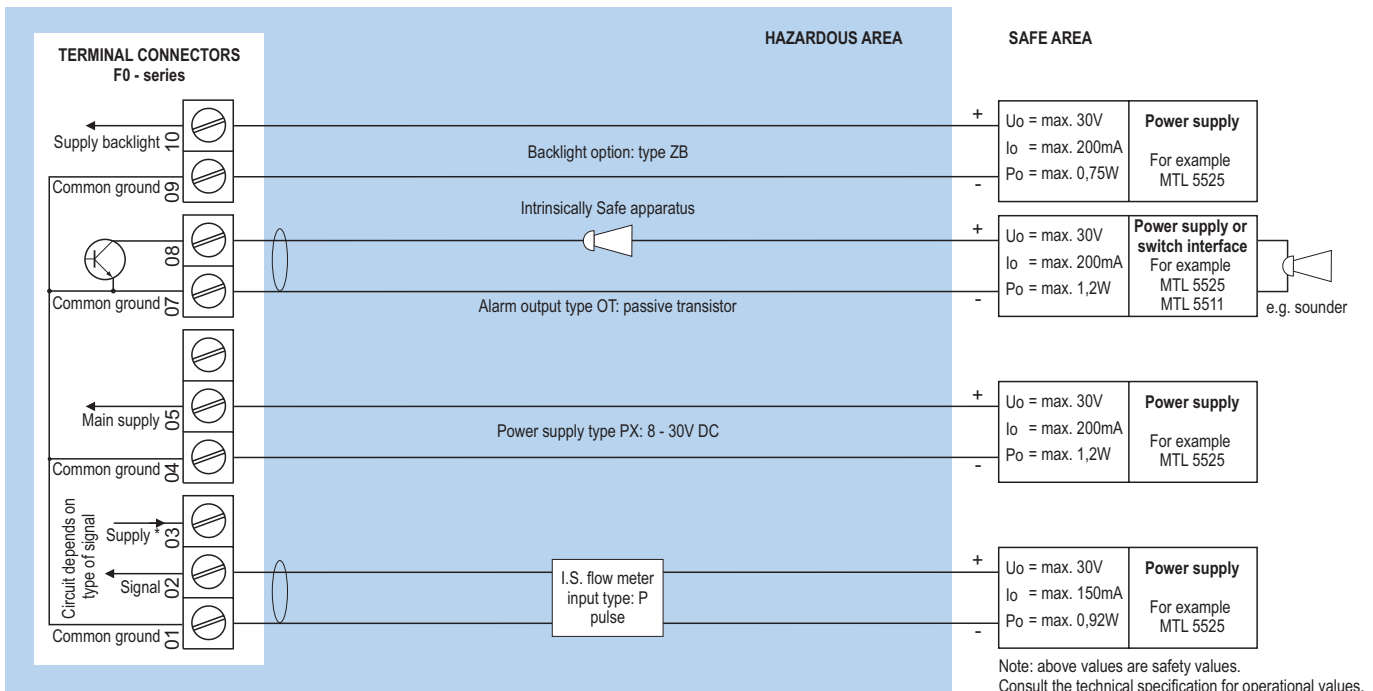 HAZARDOUS AREA
SAFE AREA
TERMINAL CONNECTORS
F0 - series
Supply backlight
10
Common ground
09
08
Common ground
07
Main supply
05
Common ground
04
Circuit depends on
type of signal
Supply *
03
Signal
02
Common ground
01
Backlight option: type ZB
Intrinsically Safe apparatus
Alarm output type OT: passive transistor
Power supply type PX: 8 - 30V DC
I.S. flow meter
input type: P
pulse
+
-
Uo = max. 30V
Io = max. 200mA
Po = max. 0,75W
Power supply
For example
MTL 5525
+
-
Uo = max. 30V
Io = max. 200mA
Po = max. 1,2W
Power supply or
switch interface
For example
MTL 5525
MTL 5511
e.g. sounder
+
-
Uo = max. 30V
Io = max. 200mA
Po = max. 1,2W
Power supply
For example
MTL 5525
+
-
Uo = max. 30V
Io = max. 150mA
Po = max. 0,92W
Power supply
For example
MTL 5525
Note: above values are safety values.
Consult the technical specification for operational values.